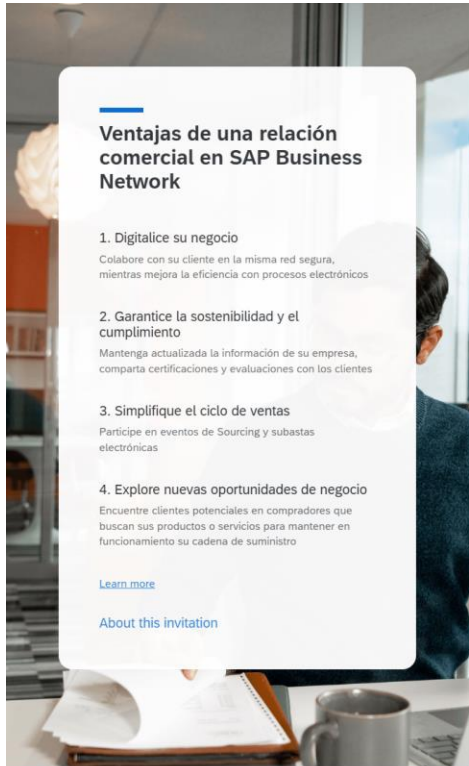 Ventajas de una relación
comercial en SAP Business
Network
1. Digitalice su negocio
Colabore con su cliente en la misma red segura,
mientras mejora la eficiencia con procesos electrónicos
2. Garantice la sostenibilidad y el
cumplimiento
Mantenga actualizada la información de su empresa,
comparta certificaciones y evaluaciones con los clientes
3. Simplifique el ciclo de ventas
Participe en eventos de Sourcing y subastas
electrónicas
4. Explore nuevas oportunidades de negocio
Encuentre clientes potenciales en compradores que
buscan sus productos o servicios para mantener en
funcionamiento su cadena de suministro
Learn more
About this invitation